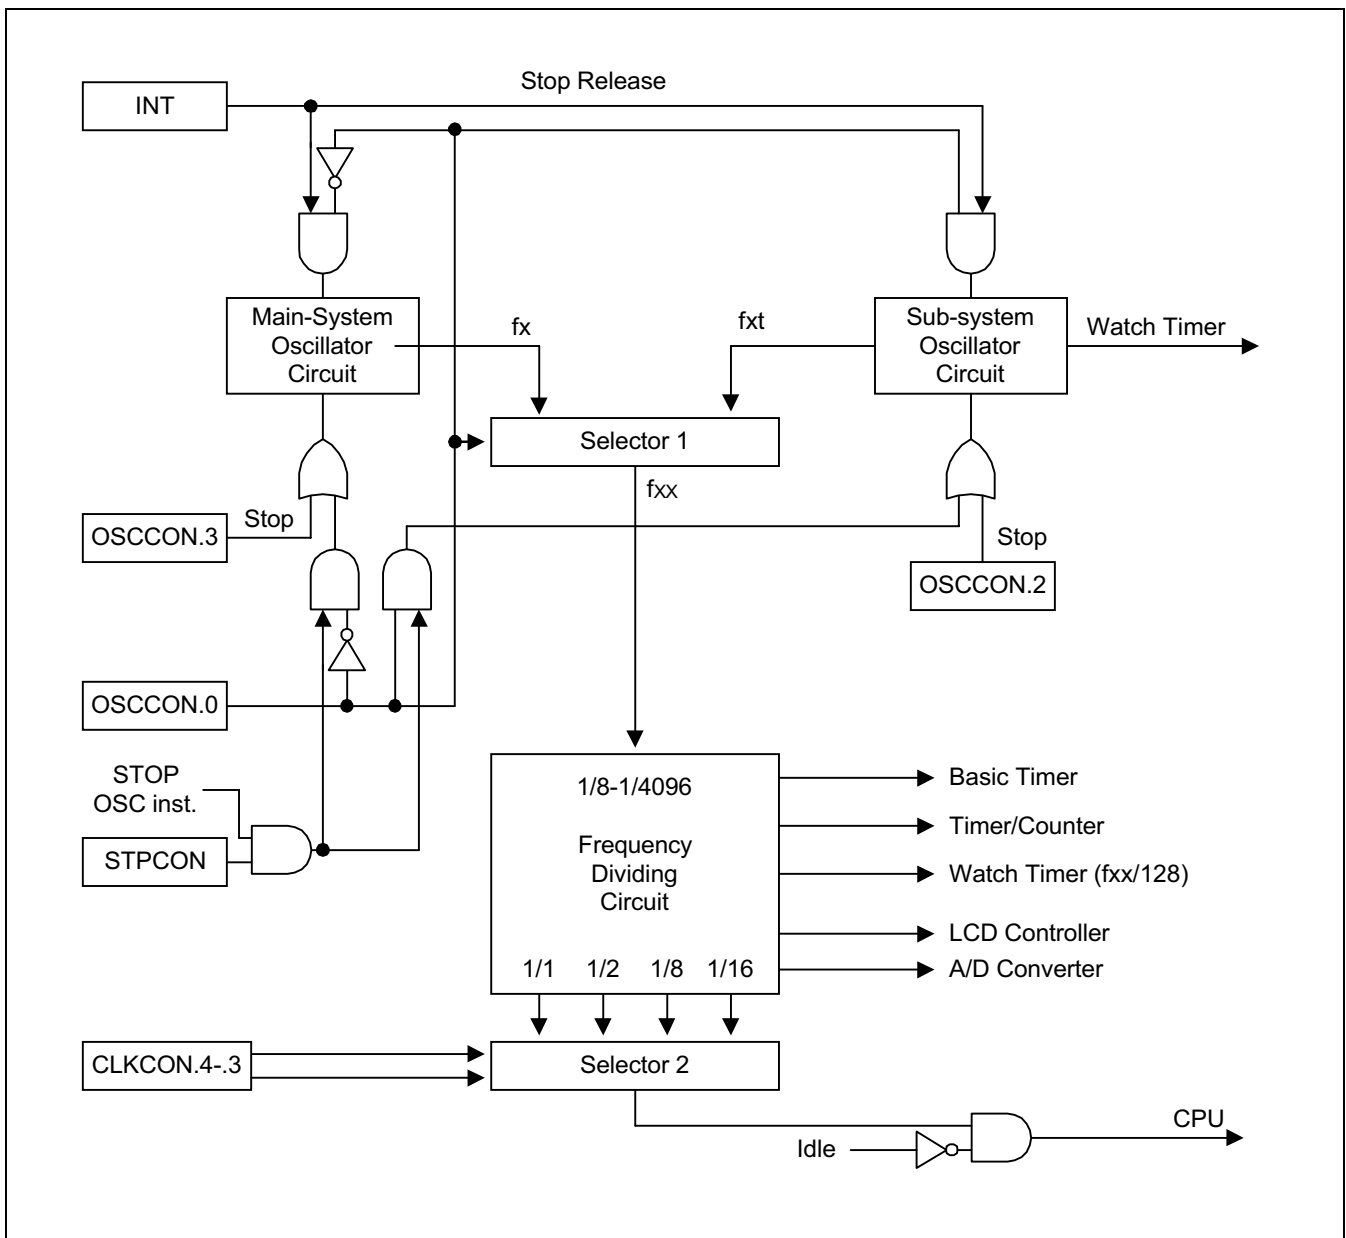 Stop Release
INT
Main-System
Oscillator
Circuit
fx
fxt
Sub-system
Oscillator
Circuit
Watch Timer
Selector 1
fxx
OSCCON.3
Stop
Stop
OSCCON.2
OSCCON.0
STOP
OSC inst.
STPCON
1/8-1/4096
Frequency
Dividing
Circuit
1/1 1/2 1/8 1/16
Basic Timer
Timer/Counter
Watch Timer (fxx/128)
LCD Controller
A/D Converter
CLKCON.4-.3
Selector 2
Idle
CPU